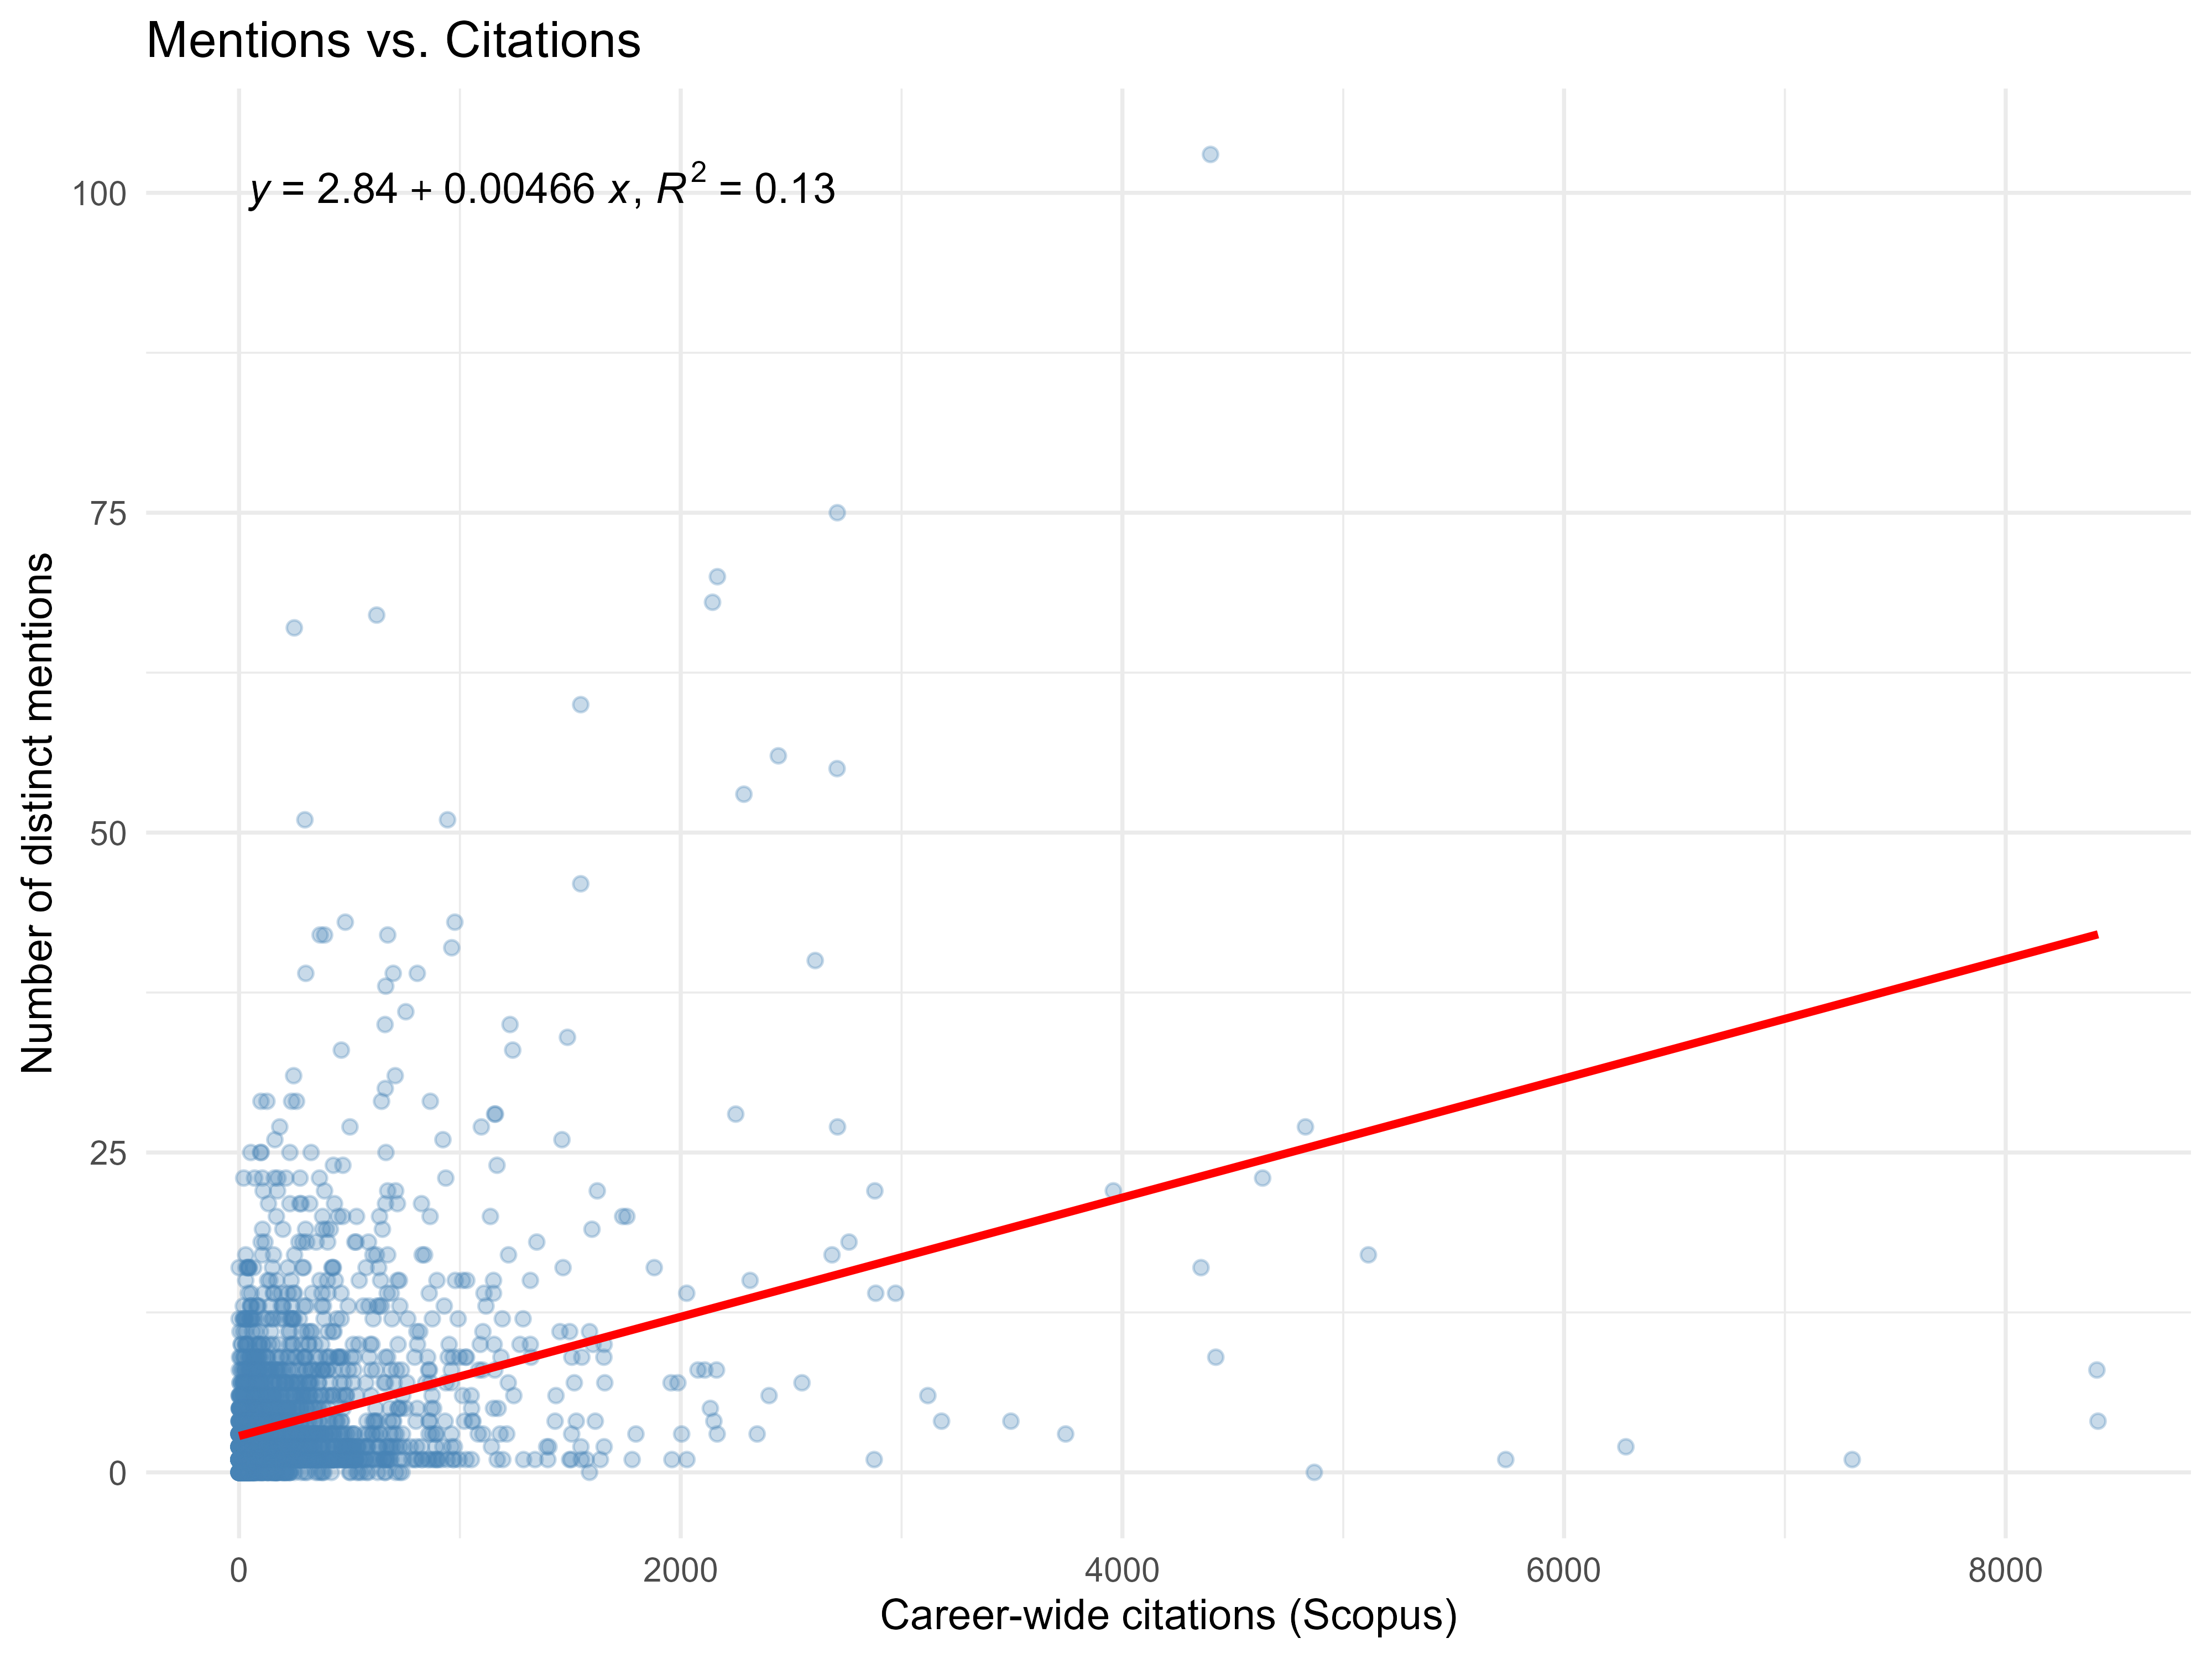 Mentions vs. Citations
y = 2.84 + 0.00466 x, R² = 0.13
Number of distinct mentions
100
75
50
25
0
0 2000 4000 6000 8000
Career-wide citations (Scopus)